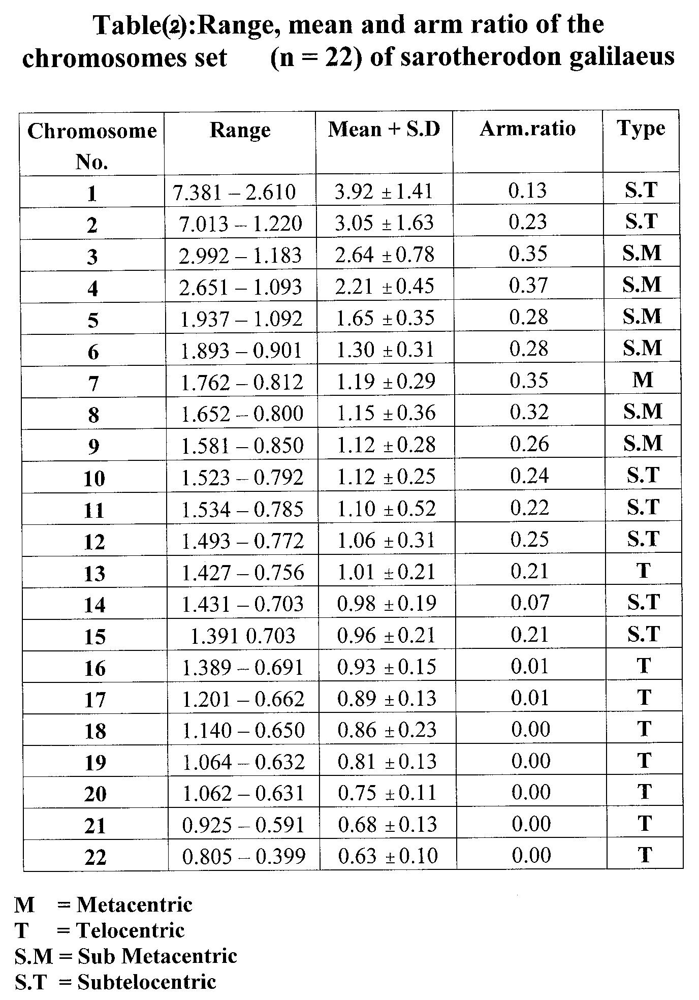 Table(2):Range, mean and arm ratio of the
chromosomes set (n = 22) of sarotherodon galilaeus
Chromosome No. Range Mean + S.D Arm.ratio Type
1 7.381 – 2.610 3.92 ±1.41 0.13 S.T
2 7.013 – 1.220 3.05 ±1.63 0.23 S.T
3 2.992 – 1.183 2.64 ±0.78 0.35 S.M
4 2.651 – 1.093 2.21 ±0.45 0.37 S.M
5 1.937 – 1.092 1.65 ±0.35 0.28 S.M
6 1.893 – 0.901 1.30 ±0.31 0.28 S.M
7 1.762 – 0.812 1.19 ±0.29 0.35 M
8 1.652 – 0.800 1.15 ±0.36 0.32 S.M
9 1.581 – 0.850 1.12 ±0.28 0.26 S.M
10 1.523 – 0.792 1.12 ±0.25 0.24 S.T
11 1.534 – 0.785 1.10 ±0.52 0.22 S.T
12 1.493 – 0.772 1.06 ±0.31 0.25 S.T
13 1.427 – 0.756 1.01 ±0.21 0.21 T
14 1.431 – 0.703 0.98 ±0.19 0.07 S.T
15 1.391 0.703 0.96 ±0.21 0.21 S.T
16 1.389 – 0.691 0.93 ±0.15 0.01 T
17 1.201 – 0.662 0.89 ±0.13 0.01 T
18 1.140 – 0.650 0.86 ±0.23 0.00 T
19 1.064 – 0.632 0.81 ±0.13 0.00 T
20 1.062 – 0.631 0.75 ±0.11 0.00 T
21 0.925 – 0.591 0.68 ±0.13 0.00 T
22 0.805 – 0.399 0.63 ±0.10 0.00 T
M = Metacentric
T = Telocentric
S.M = Sub Metacentric
S.T = Subtelocentric